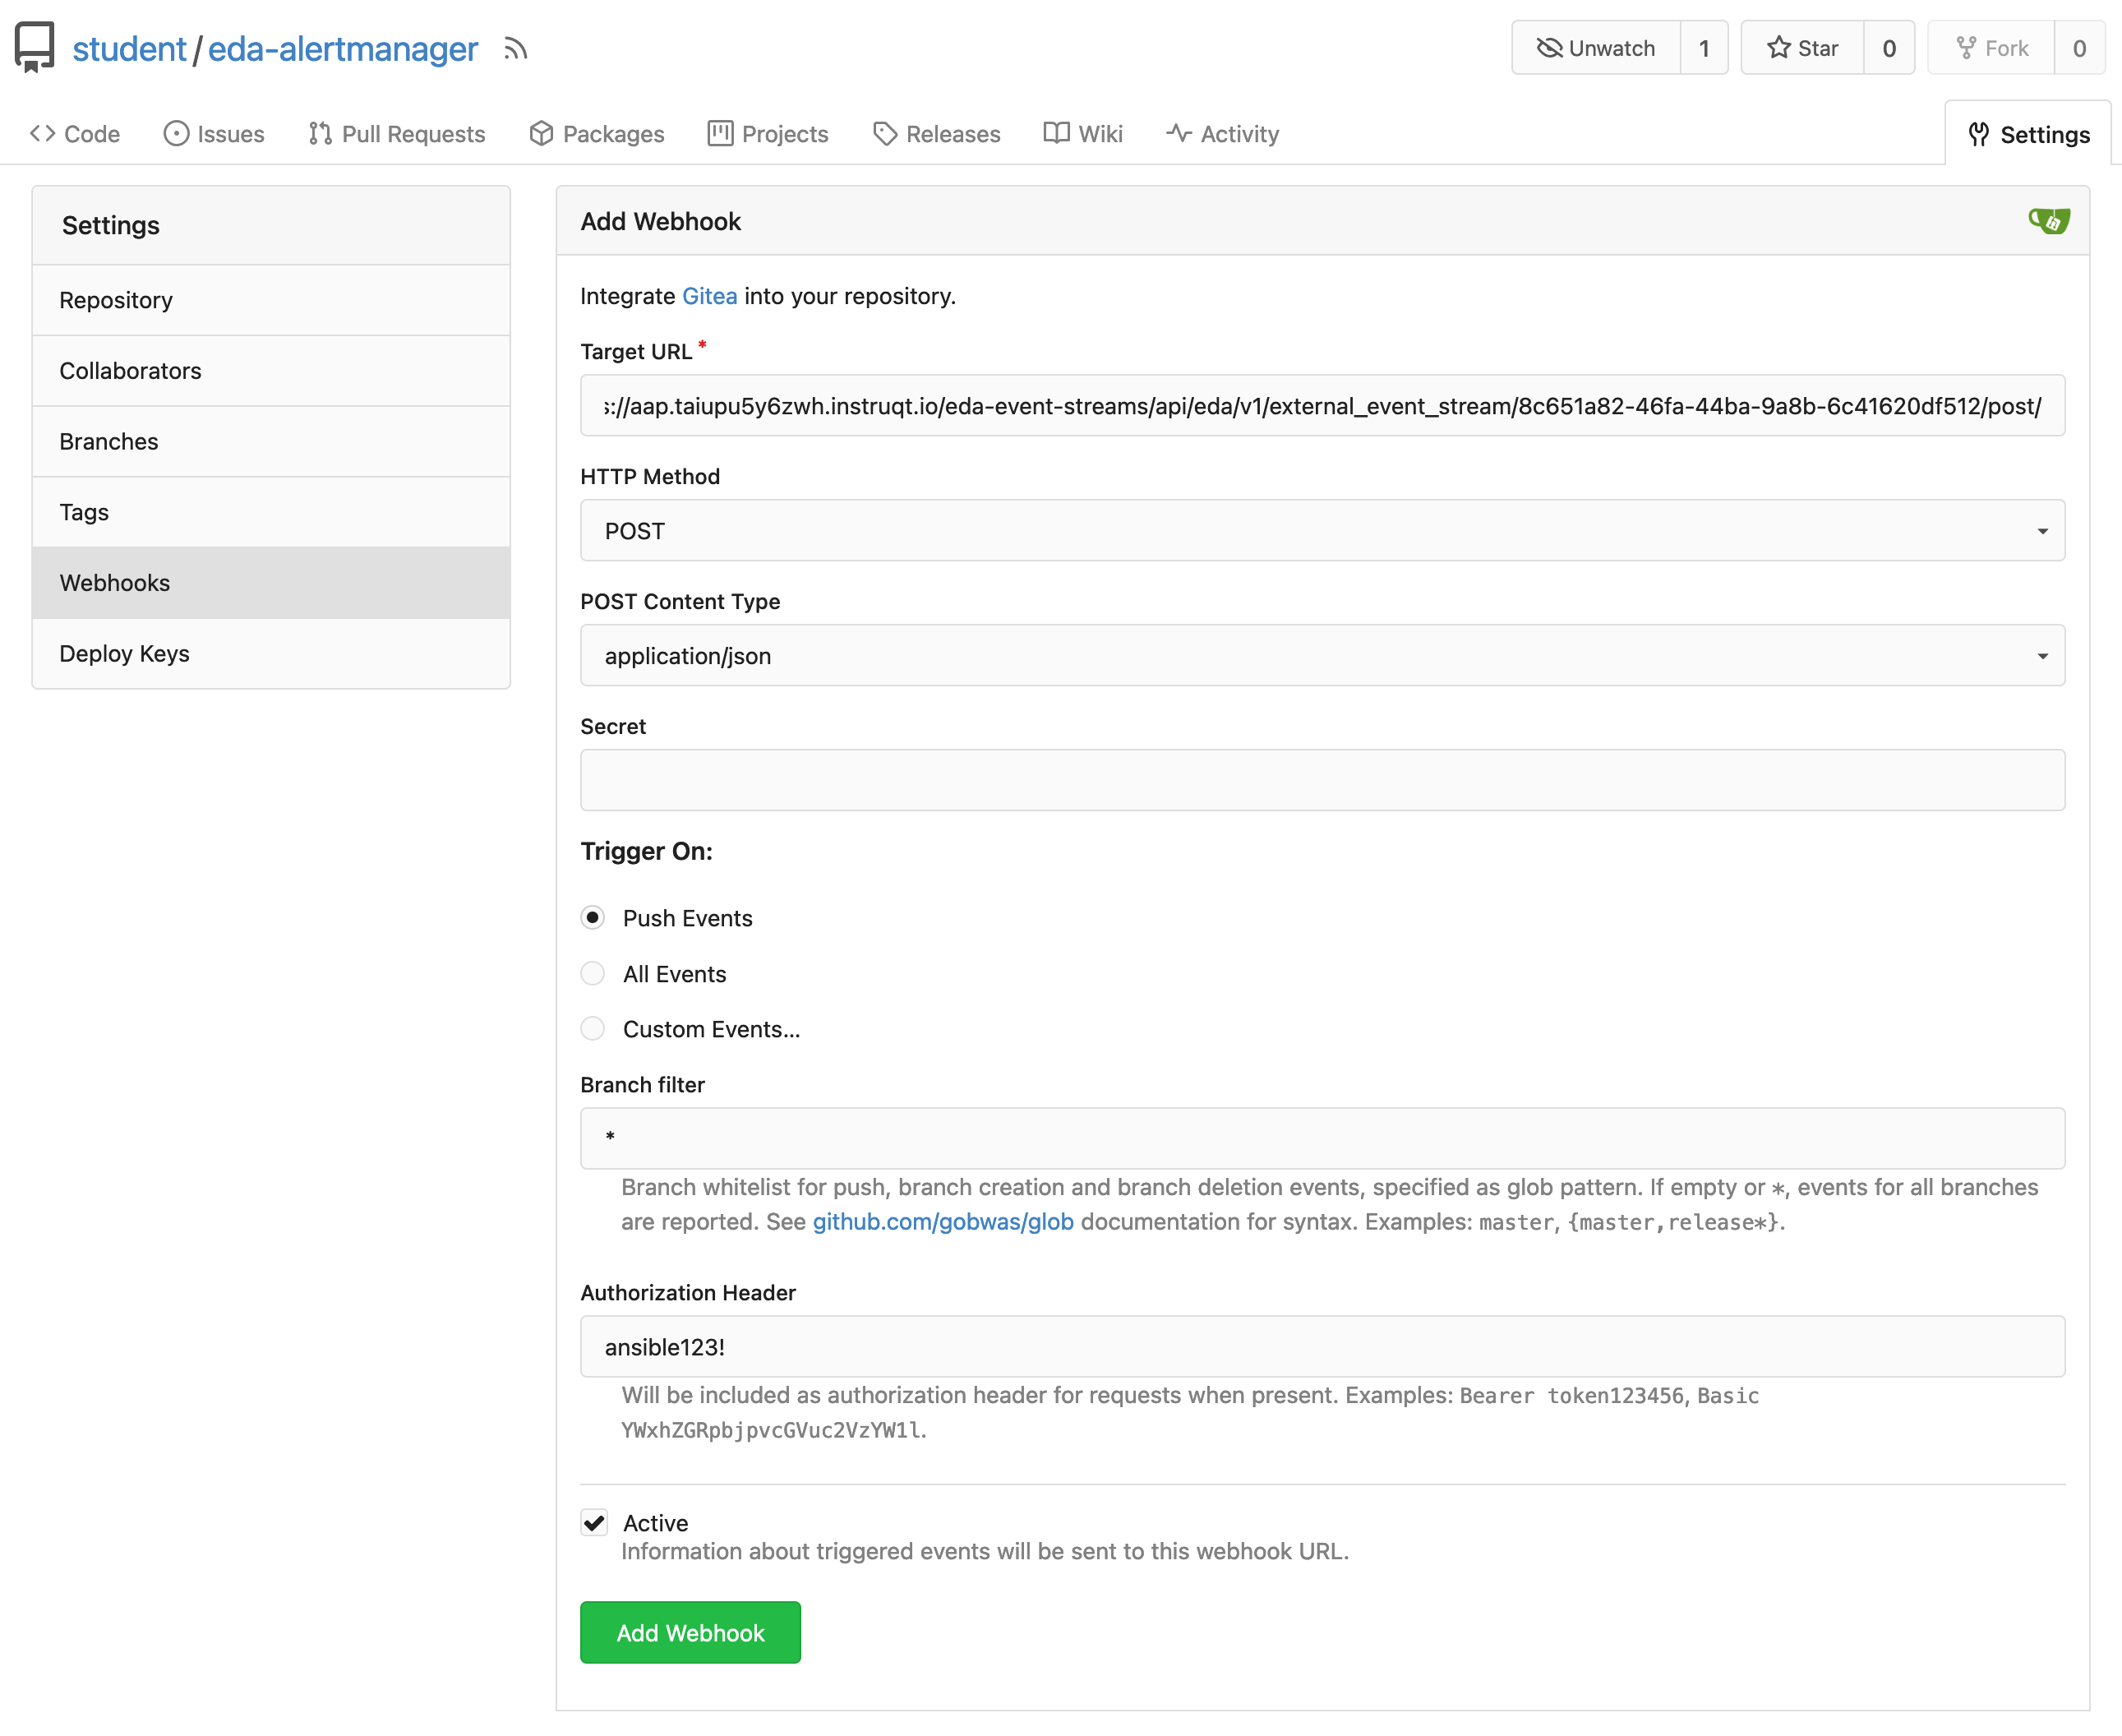 student / eda-alertmanager
Unwatch 1 Star 0 Fork 0
Code Issues Pull Requests Packages Projects Releases Wiki Activity Settings
Settings
Repository
Collaborators
Branches
Tags
Webhooks
Deploy Keys
Add Webhook
Integrate Gitea into your repository.
Target URL *
s://aap.taiupu5y6zwh.instruqt.io/eda-event-streams/api/eda/v1/external_event_stream/8c651a82-46fa-44ba-9a8b-6c41620df512/post/
HTTP Method
POST
POST Content Type
application/json
Secret
Trigger On:
Push Events
All Events
Custom Events...
Branch filter
*
Branch whitelist for push, branch creation and branch deletion events, specified as glob pattern. If empty or *, events for all branches
are reported. See github.com/gobwas/glob documentation for syntax. Examples: master, {master,release*}.
Authorization Header
ansible123!
Will be included as authorization header for requests when present. Examples: Bearer token123456, Basic
YWxhZGRpbjpvcGVuc2VzYW1l.
Active
Information about triggered events will be sent to this webhook URL.
Add Webhook